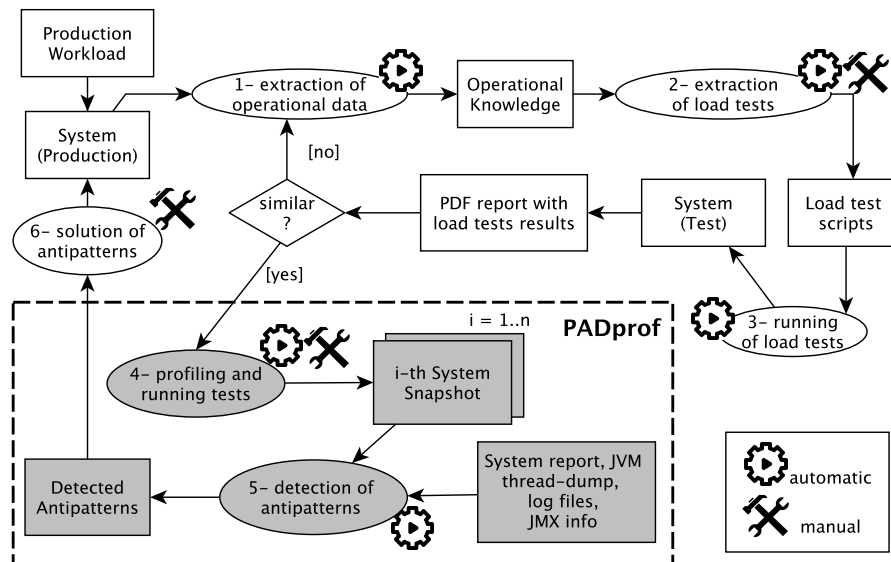 Production
Workload
1- extraction of
operational data
Operational
Knowledge
2- extraction
of load tests
System
(Production)
[no]
similar
?
PDF report with
load tests results
System
(Test)
Load test
scripts
6- solution of
antipatterns
[yes]
i = 1..n
PADprof
3- running
of load tests
4- profiling and
running tests
i-th System
Snapshot
Detected
Antipatterns
5- detection of
antipatterns
System report, JVM
thread-dump,
log files,
JMX info
automatic
manual